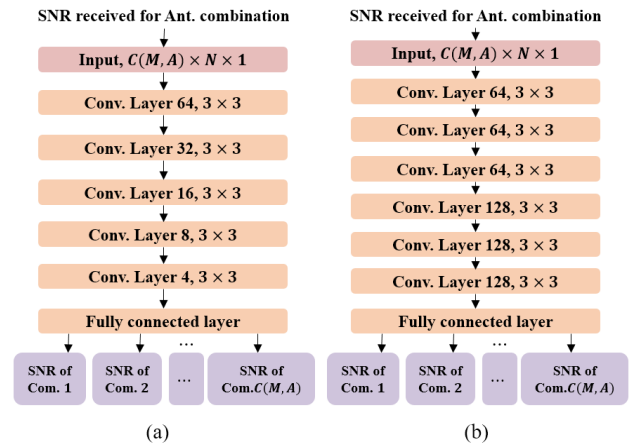 SNR received for Ant. combination
Input, C(M, A) × N × 1
Conv. Layer 64, 3 × 3
Conv. Layer 32, 3 × 3
Conv. Layer 16, 3 × 3
Conv. Layer 8, 3 × 3
Conv. Layer 4, 3 × 3
Fully connected layer
...
SNR of
Com. 1
SNR of
Com. 2
...
SNR of
Com.C(M, A)
(a)
SNR received for Ant. combination
Input, C(M, A) × N × 1
Conv. Layer 64, 3 × 3
Conv. Layer 64, 3 × 3
Conv. Layer 64, 3 × 3
Conv. Layer 128, 3 × 3
Conv. Layer 128, 3 × 3
Conv. Layer 128, 3 × 3
Fully connected layer
...
SNR of
Com. 1
SNR of
Com. 2
...
SNR of
Com.C(M, A)
(b)